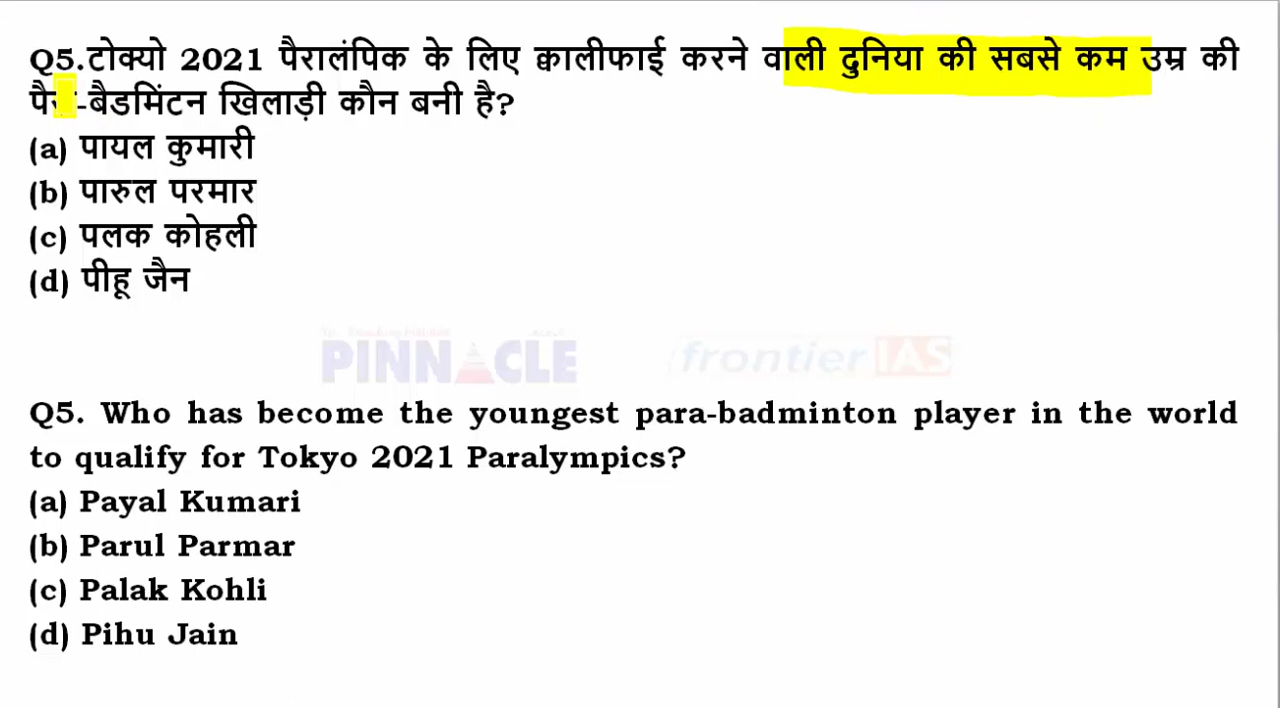 Q5.टोक्यो 2021 पैरालंपिक के लिए क्वालीफाई करने वाली दुनिया की सबसे कम उम्र की
पैरा-बैडमिंटन खिलाड़ी कौन बनी है?
(a) पायल कुमारी
(b) पारुल परमार
(c) पलक कोहली
(d) पीहू जैन
PINNACLE frontier IAS
Q5. Who has become the youngest para-badminton player in the world
to qualify for Tokyo 2021 Paralympics?
(a) Payal Kumari
(b) Parul Parmar
(c) Palak Kohli
(d) Pihu Jain